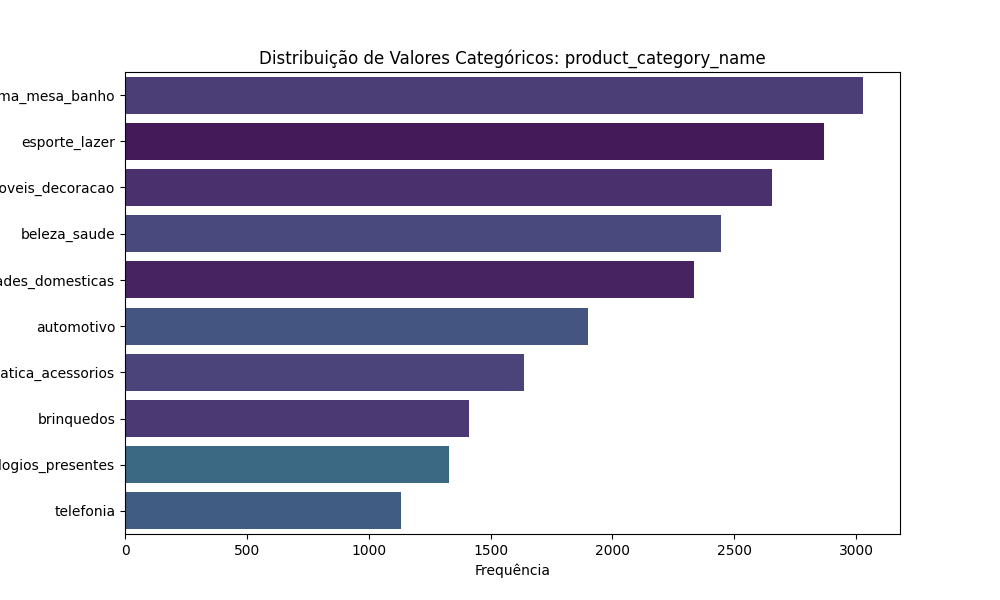 Distribuição de Valores Categóricos: product_category_name
ma_mesa_banho
esporte_lazer
oveis_decoracao
beleza_saude
ades_domesticas
automotivo
atica_acessorios
brinquedos
logios_presentes
telefonia
0 500 1000 1500 2000 2500 3000
Frequência